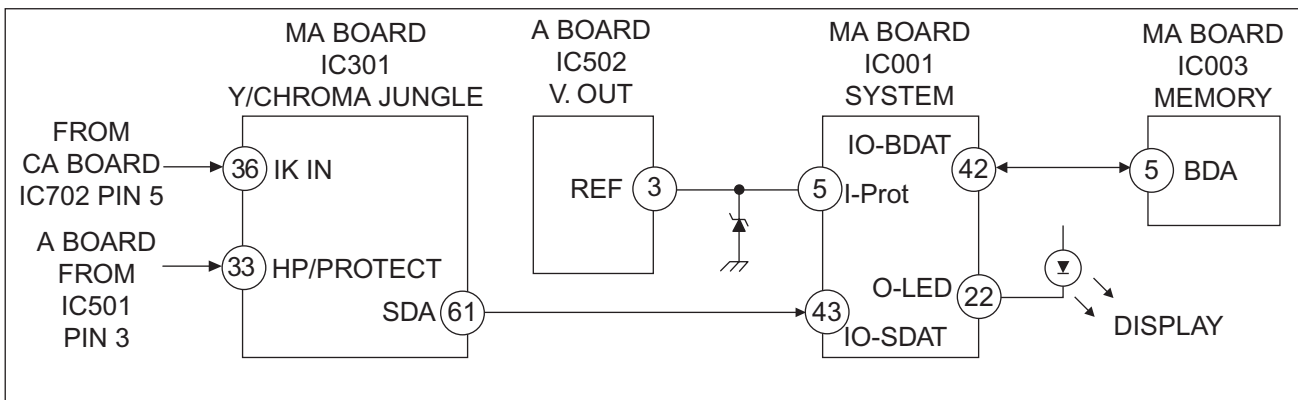 MA BOARD
IC301
Y/CHROMA JUNGLE
A BOARD
IC502
V. OUT
MA BOARD
IC001
SYSTEM
MA BOARD
IC003
MEMORY
FROM
CA BOARD
IC702 PIN 5
36
IK IN
A BOARD
FROM
IC501
PIN 3
33
HP/PROTECT
SDA
61
REF
3
5
I-Prot
IO-BDAT
42
5
BDA
O-LED
22
43
IO-SDAT
DISPLAY